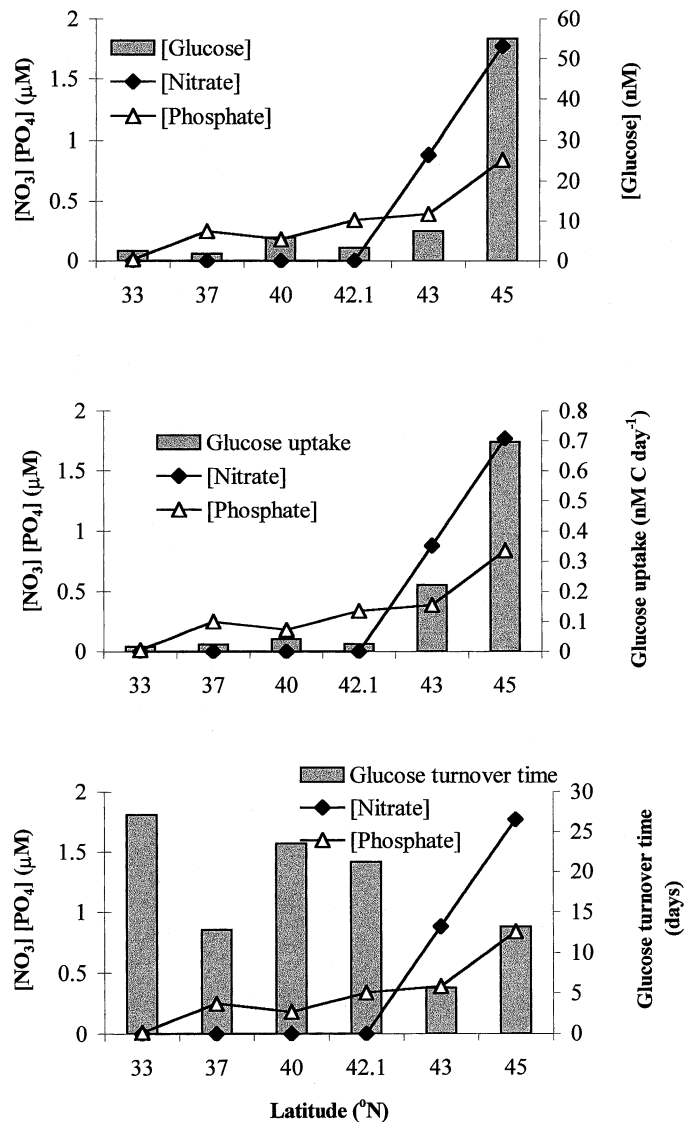 [NO3] [PO4] (μM)
2
1.5
1
0.5
0
[Glucose]
[Nitrate]
[Phosphate]
60
50
40
30
20
10
0
[Glucose] (nM)
33 37 40 42.1 43 45
[NO3] [PO4] (μM)
2
1.5
1
0.5
0
Glucose uptake
[Nitrate]
[Phosphate]
0.8
0.7
0.6
0.5
0.4
0.3
0.2
0.1
0
Glucose uptake (nM C day-1)
33 37 40 42.1 43 45
[NO3] [PO4] (μM)
2
1.5
1
0.5
0
Glucose turnover time
[Nitrate]
[Phosphate]
30
25
20
15
10
5
0
Glucose turnover time
(days)
33 37 40 42.1 43 45
Latitude (oN)